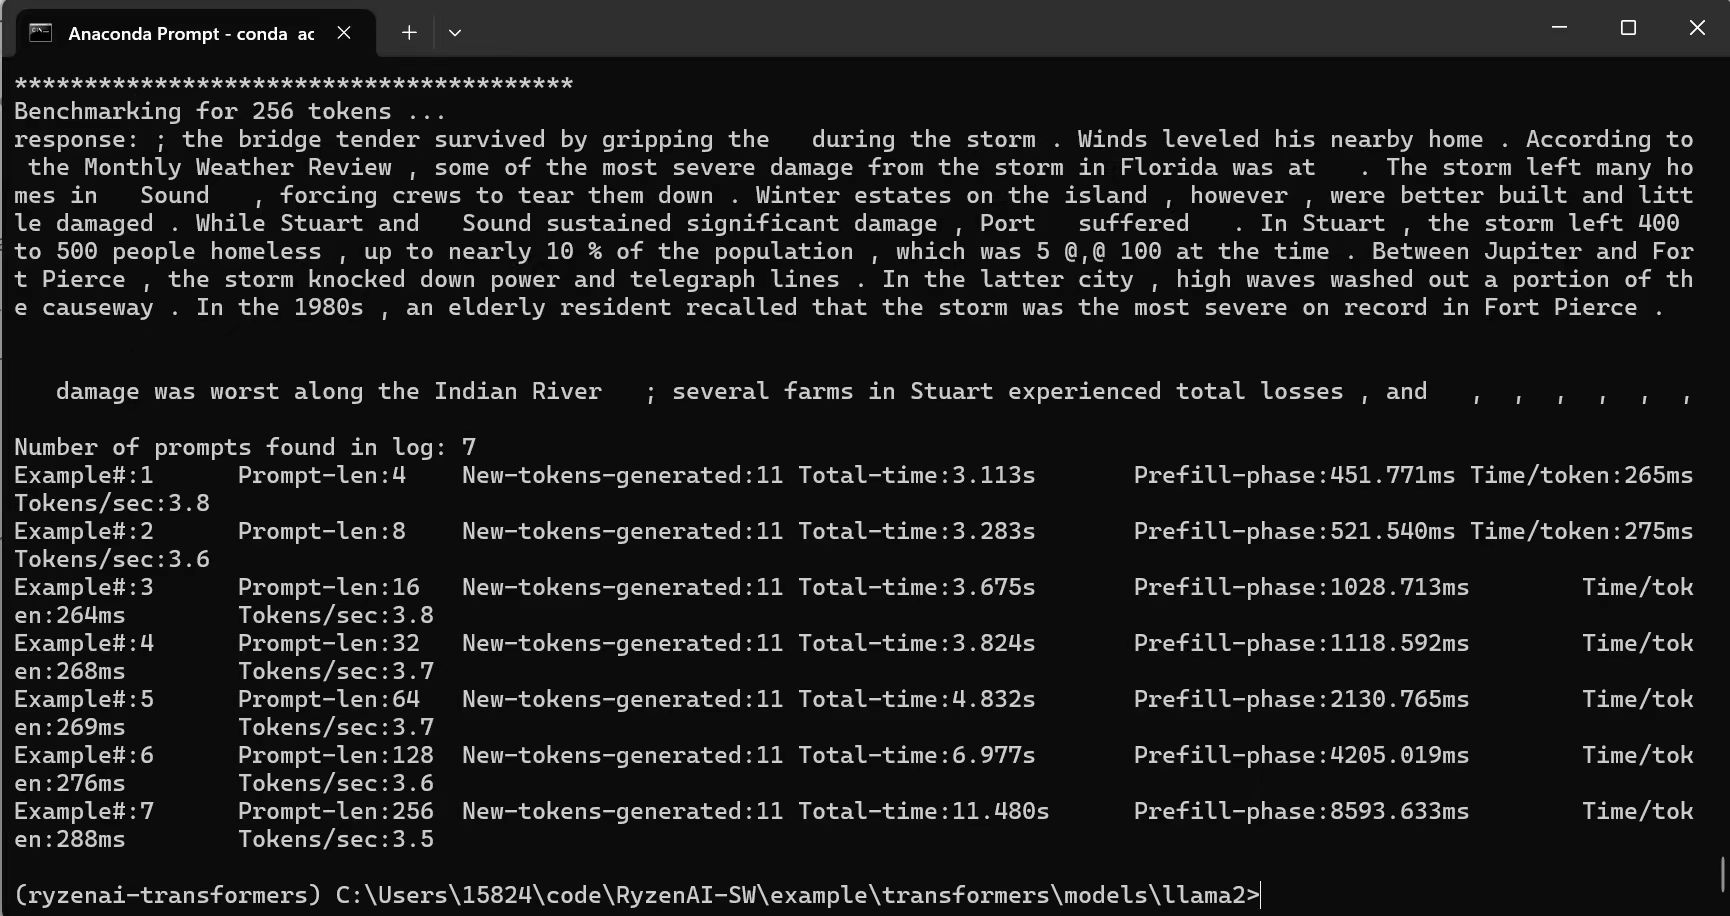 Anaconda Prompt - conda  ac
****************************************
Benchmarking for 256 tokens ...
response: ; the bridge tender survived by gripping the   during the storm . Winds leveled his nearby home . According to
 the Monthly Weather Review , some of the most severe damage from the storm in Florida was at   . The storm left many ho
mes in   Sound   , forcing crews to tear them down . Winter estates on the island , however , were better built and litt
le damaged . While Stuart and   Sound sustained significant damage , Port   suffered   . In Stuart , the storm left 400
to 500 people homeless , up to nearly 10 % of the population , which was 5 @,@ 100 at the time . Between Jupiter and For
t Pierce , the storm knocked down power and telegraph lines . In the latter city , high waves washed out a portion of th
e causeway . In the 1980s , an elderly resident recalled that the storm was the most severe on record in Fort Pierce .
   damage was worst along the Indian River   ; several farms in Stuart experienced total losses , and   ,  ,  ,  ,  ,  ,
Number of prompts found in log: 7
Example#:1      Prompt-len:4    New-tokens-generated:11 Total-time:3.113s       Prefill-phase:451.771ms Time/token:265ms
Tokens/sec:3.8
Example#:2      Prompt-len:8    New-tokens-generated:11 Total-time:3.283s       Prefill-phase:521.540ms Time/token:275ms
Tokens/sec:3.6
Example#:3      Prompt-len:16   New-tokens-generated:11 Total-time:3.675s       Prefill-phase:1028.713ms        Time/tok
en:264ms        Tokens/sec:3.8
Example#:4      Prompt-len:32   New-tokens-generated:11 Total-time:3.824s       Prefill-phase:1118.592ms        Time/tok
en:268ms        Tokens/sec:3.7
Example#:5      Prompt-len:64   New-tokens-generated:11 Total-time:4.832s       Prefill-phase:2130.765ms        Time/tok
en:269ms        Tokens/sec:3.7
Example#:6      Prompt-len:128  New-tokens-generated:11 Total-time:6.977s       Prefill-phase:4205.019ms        Time/tok
en:276ms        Tokens/sec:3.6
Example#:7      Prompt-len:256  New-tokens-generated:11 Total-time:11.480s      Prefill-phase:8593.633ms        Time/tok
en:288ms        Tokens/sec:3.5
(ryzenai-transformers) C:\Users\15824\code\RyzenAI-SW\example\transformers\models\llama2>